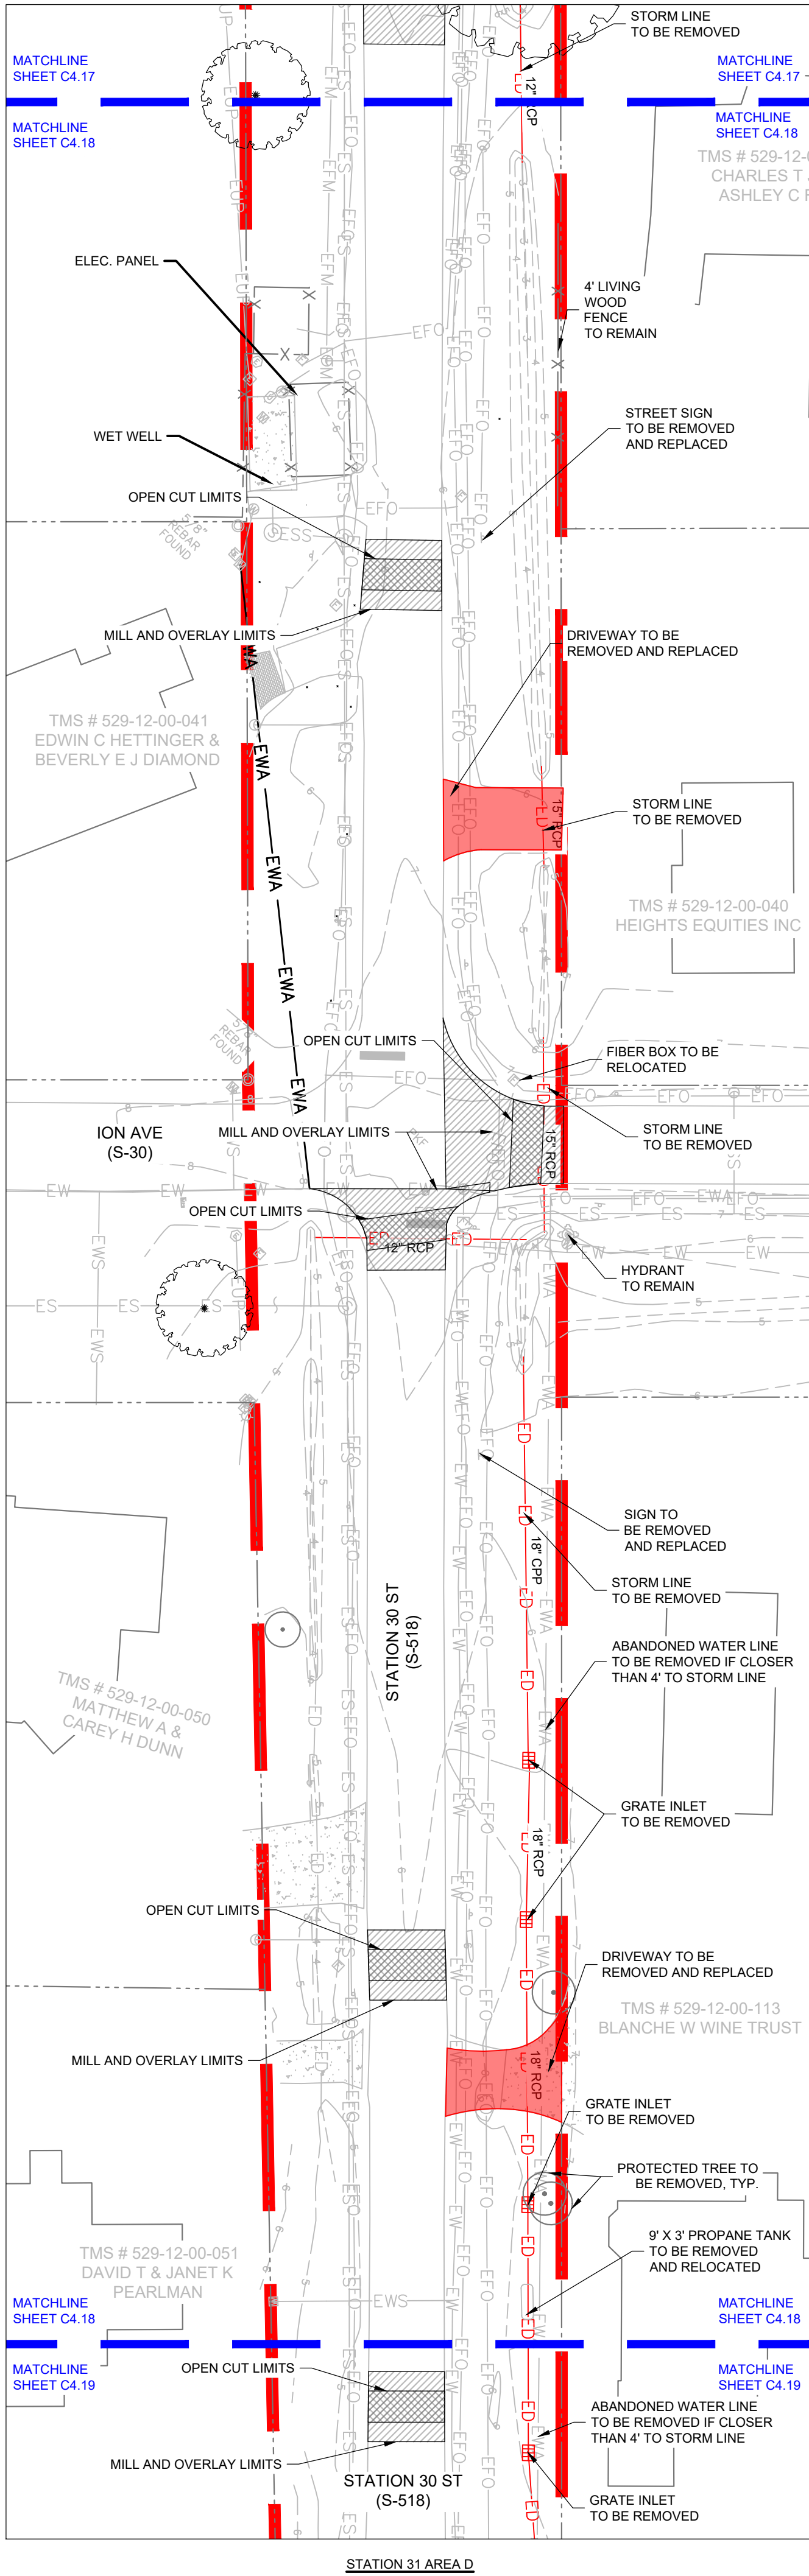 STORM LINE
TO BE REMOVED
MATCHLINE
SHEET C4.17
MATCHLINE
SHEET C4.17
12" RCP
MATCHLINE
SHEET C4.18
MATCHLINE
SHEET C4.18
CHARLES T
ELEC. PANEL
4' LIVING
WOOD
FENCE
TO REMAIN
STREET SIGN
TO BE REMOVED
AND REPLACED
WET WELL
OPEN CUT LIMITS
5/8"
REBAR
FOUND
MILL AND OVERLAY LIMITS
DRIVEWAY TO BE
REMOVED AND REPLACED
TMS # 529-12-00-041
EDWIN C HETTINGER &
BEVERLY E J DIAMOND
EWA
EWA
EWA
EWA
15" RCP
STORM LINE
TO BE REMOVED
TMS # 529-12-00-040
HEIGHTS EQUITIES INC
5/8"
REBAR
FOUND
OPEN CUT LIMITS
FIBER BOX TO BE
RELOCATED
ION AVE
(S-30)
MILL AND OVERLAY LIMITS
15" RCP
STORM LINE
TO BE REMOVED
OPEN CUT LIMITS
12" RCP
HYDRANT
TO REMAIN
SIGN TO
BE REMOVED
AND REPLACED
18" CPP
STORM LINE
TO BE REMOVED
STATION 30 ST
(S-518)
ABANDONED WATER LINE
TO BE REMOVED IF CLOSER
THAN 4' TO STORM LINE
TMS # 529-12-00-050
MATTHEW A &
CAREY H DUNN
GRATE INLET
TO BE REMOVED
18" RCP
OPEN CUT LIMITS
DRIVEWAY TO BE
REMOVED AND REPLACED
TMS # 529-12-00-113
BLANCHE W WINE TRUST
MILL AND OVERLAY LIMITS
18" RCP
GRATE INLET
TO BE REMOVED
PROTECTED TREE TO
BE REMOVED, TYP.
9' X 3' PROPANE TANK
TO BE REMOVED
AND RELOCATED
TMS # 529-12-00-051
DAVID T & JANET K
PEARLMAN
EWS
MATCHLINE
SHEET C4.18
MATCHLINE
SHEET C4.18
MATCHLINE
SHEET C4.19
MATCHLINE
SHEET C4.19
OPEN CUT LIMITS
ABANDONED WATER LINE
TO BE REMOVED IF CLOSER
THAN 4' TO STORM LINE
MILL AND OVERLAY LIMITS
STATION 30 ST
(S-518)
GRATE INLET
TO BE REMOVED
STATION 31 AREA D